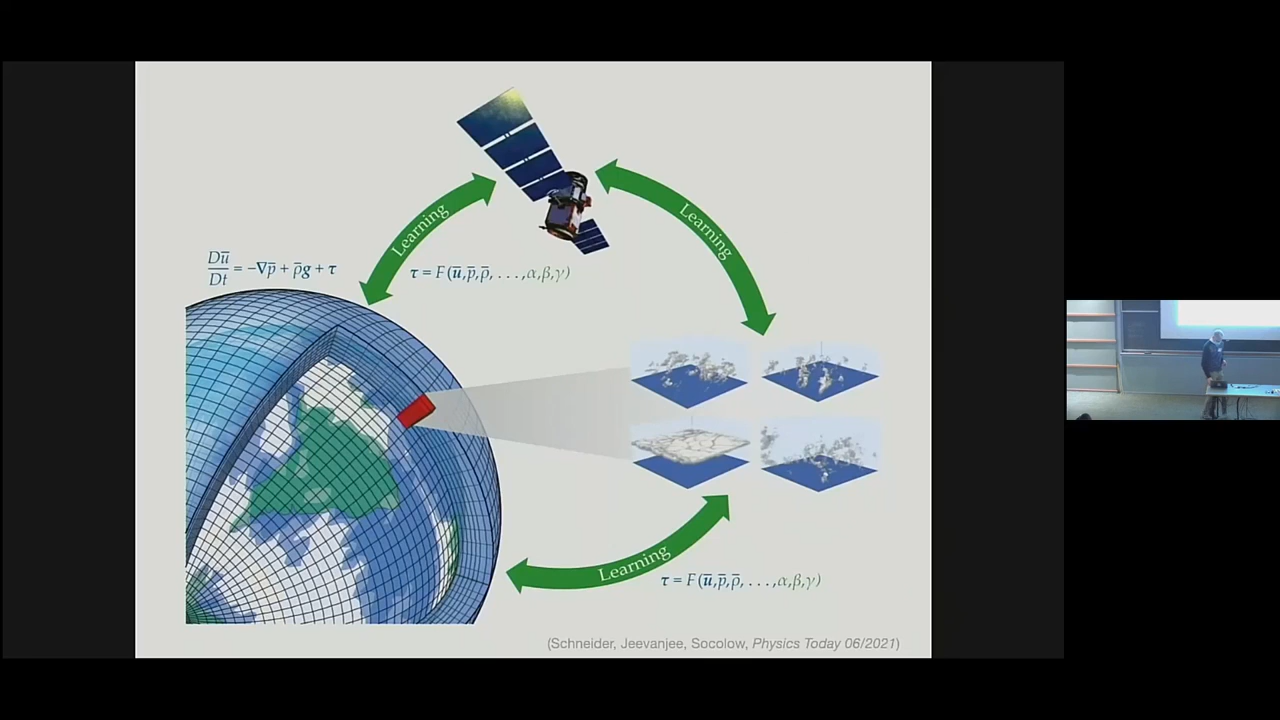 Learning
Learning
Dū/Dt = −∇p̄ + ρ̄g + τ
τ = F(ū,p̄,ρ̄, . . . ,α,β,γ)
Learning
τ = F(ū,p̄,ρ̄, . . . ,α,β,γ)
(Schneider, Jeevanjee, Socolow, Physics Today 06/2021)